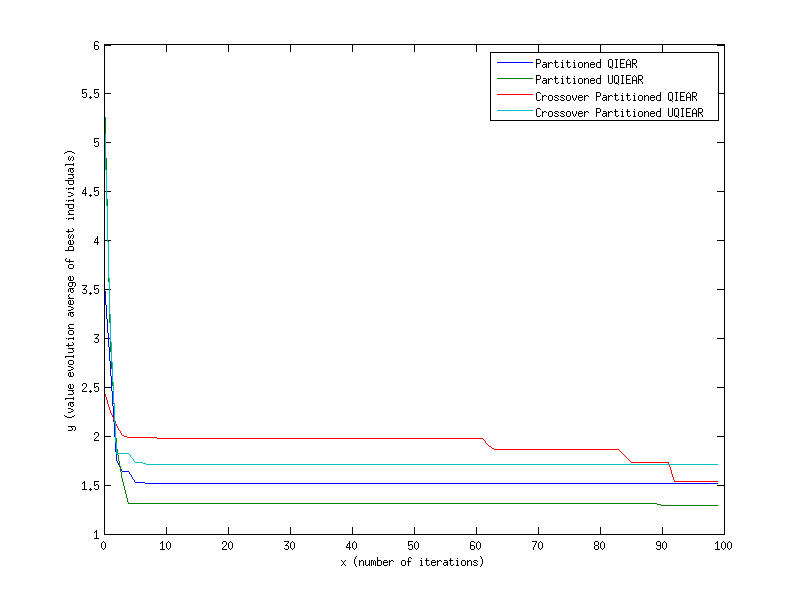 6
5.5
5
4.5
4
3.5
3
2.5
2
1.5
1
y (value evolution average of best individuals)
Partitioned QIEAR
Partitioned UQIEAR
Crossover Partitioned QIEAR
Crossover Partitioned UQIEAR
0 10 20 30 40 50 60 70 80 90 100
x (number of iterations)